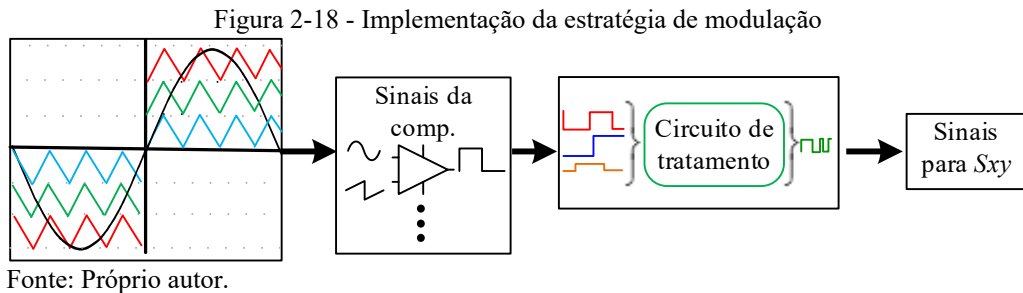 Figura 2-18 - Implementação da estratégia de modulação
Sinais da
comp.
Circuito de
tratamento
Sinais
para Sxy
Fonte: Próprio autor.